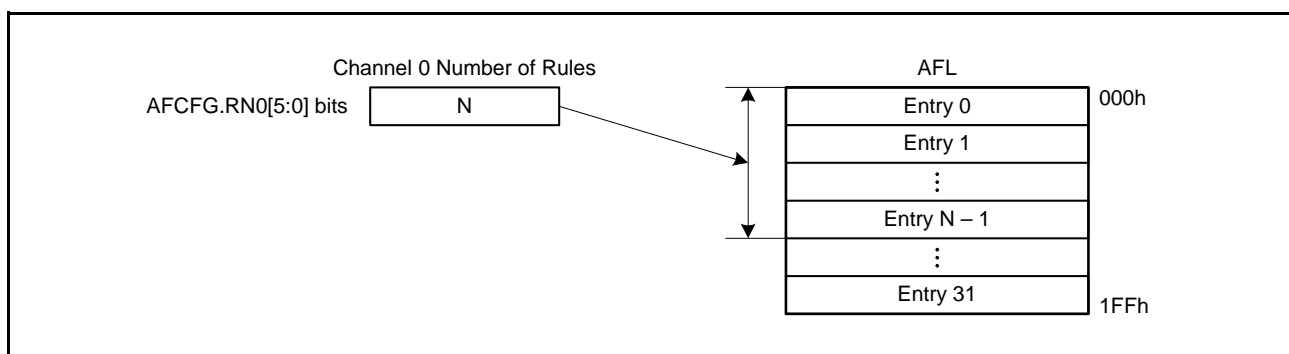 Channel 0 Number of Rules
AFCFG.RN0[5:0] bits
N
AFL
000h
Entry 0
Entry 1
⋮
Entry N – 1
⋮
Entry 31
1FFh